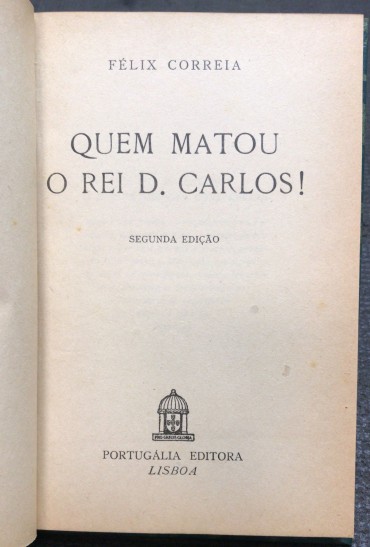 FÉLIX CORREIA
QUEM MATOU
O REI D. CARLOS!
SEGUNDA EDIÇÃO
PORTUGÁLIA EDITORA
LISBOA